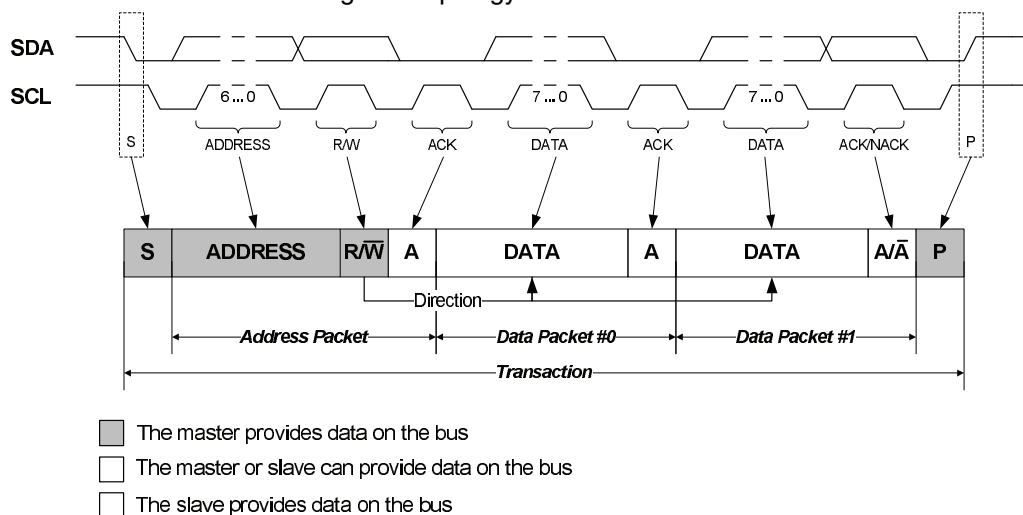 SDA
SCL
6 ... 0
7 ... 0
7 ... 0
S
ADDRESS
R/W
ACK
DATA
ACK
DATA
ACK/NACK
P
S
ADDRESS
R/W̅
A
DATA
A
DATA
A/A̅
P
Direction
Address Packet
Data Packet #0
Data Packet #1
Transaction
The master provides data on the bus
The master or slave can provide data on the bus
The slave provides data on the bus